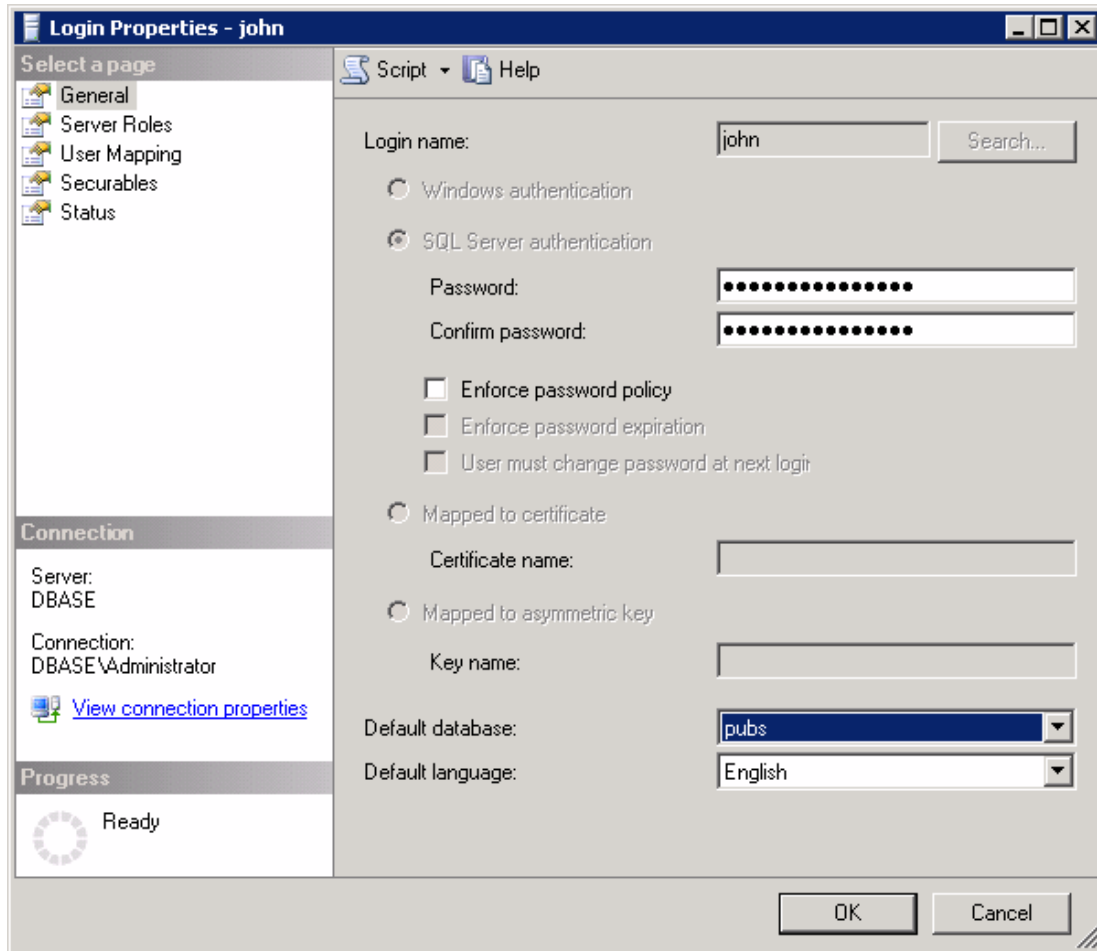 Login Properties - john
Select a page
General
Server Roles
User Mapping
Securables
Status
Connection
Server:
DBASE
Connection:
DBASE\Administrator
View connection properties
Progress
Ready
Script Help
Login name: john Search...
Windows authentication
SQL Server authentication
Password: ●●●●●●●●●●●●●●●
Confirm password: ●●●●●●●●●●●●●●●
Enforce password policy
Enforce password expiration
User must change password at next login
Mapped to certificate
Certificate name:
Mapped to asymmetric key
Key name:
Default database: pubs
Default language: English
OK Cancel